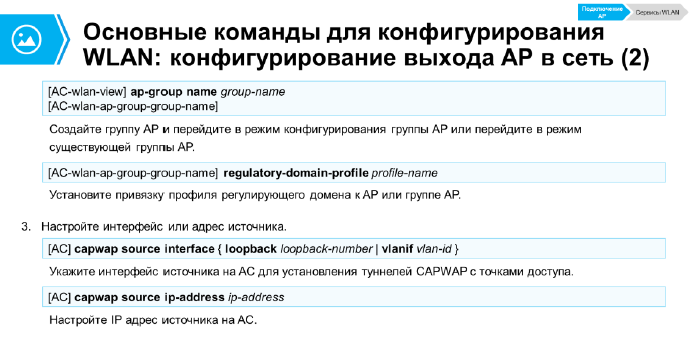 Подключение
AP
Сервисы WLAN
Основные команды для конфигурирования
WLAN: конфигурирование выхода AP в сеть (2)
[AC-wlan-view] ap-group name group-name
[AC-wlan-ap-group-group-name]
Создайте группу AP и перейдите в режим конфигурирования группы AP или перейдите в режим
существующей группы AP.
[AC-wlan-ap-group-group-name] regulatory-domain-profile profile-name
Установите привязку профиля регулирующего домена к AP или группе AP.
3. Настройте интерфейс или адрес источника.
[AC] capwap source interface { loopback loopback-number | vlanif vlan-id }
Укажите интерфейс источника на AC для установления туннелей CAPWAP с точками доступа.
[AC] capwap source ip-address ip-address
Настройте IP адрес источника на AC.